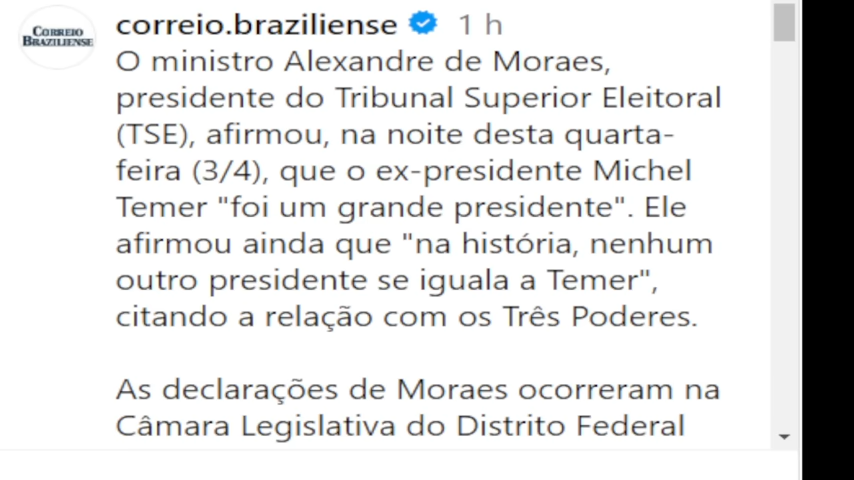 CORREIO
BRAZILIENSE
correio.braziliense 1 h
O ministro Alexandre de Moraes,
presidente do Tribunal Superior Eleitoral
(TSE), afirmou, na noite desta quarta-
feira (3/4), que o ex-presidente Michel
Temer "foi um grande presidente". Ele
afirmou ainda que "na história, nenhum
outro presidente se iguala a Temer",
citando a relação com os Três Poderes.
As declarações de Moraes ocorreram na
Câmara Legislativa do Distrito Federal